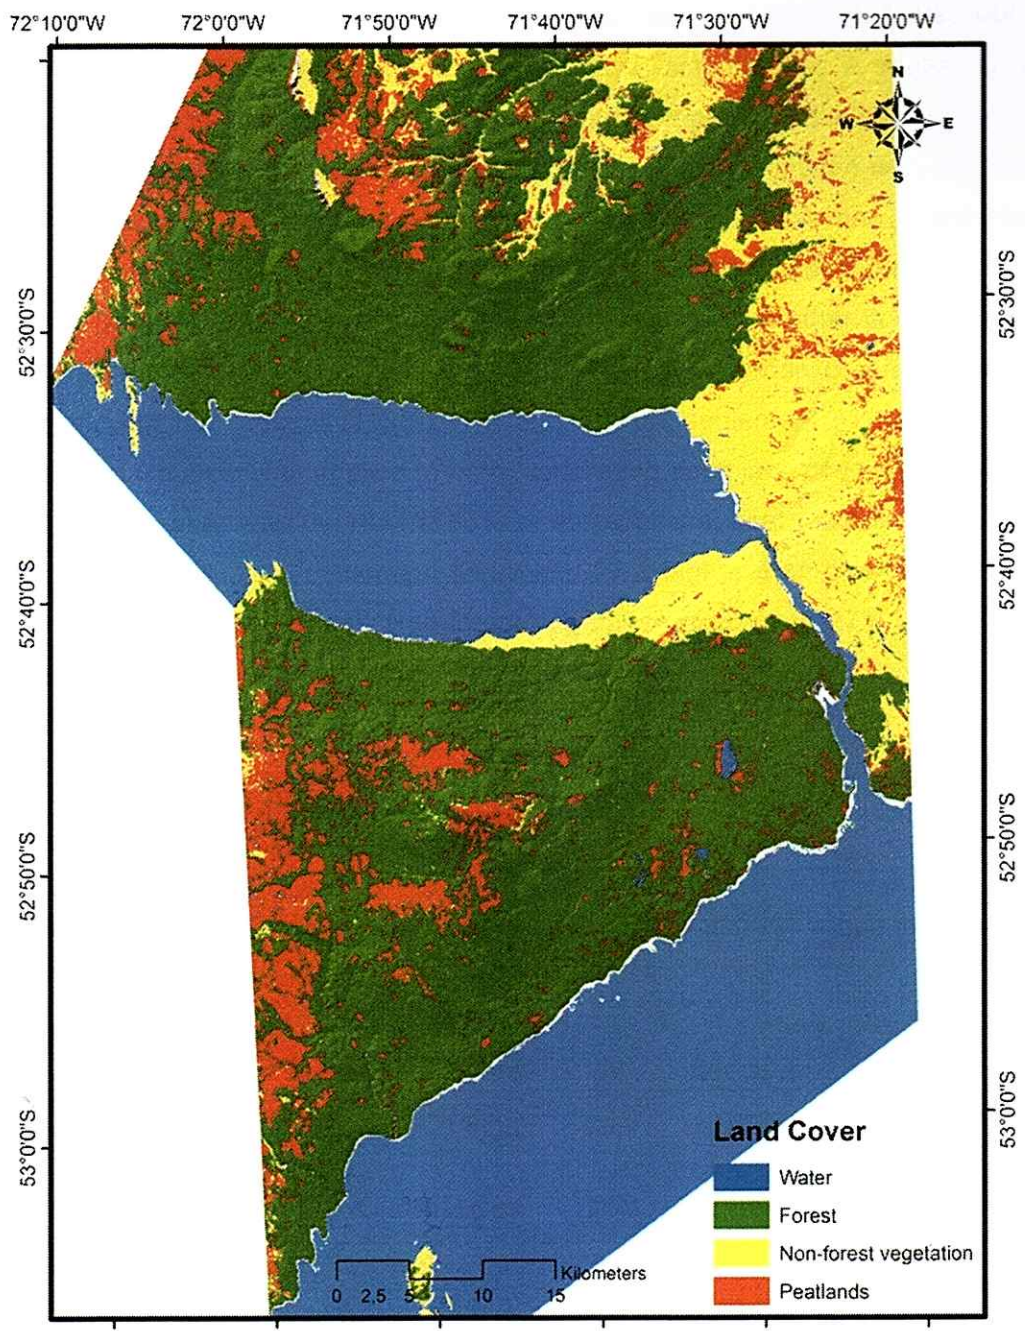 72°10'0"W 72°0'0"W 71°50'0"W 71°40'0"W 71°30'0"W 71°20'0"W
N
W E
S
52°30'0"S
52°30'0"S
52°40'0"S
52°40'0"S
52°50'0"S
52°50'0"S
53°0'0"S
53°0'0"S
Land Cover
Water
Forest
Non-forest vegetation
Peatlands
Kilometers
0 2,5 5 10 15